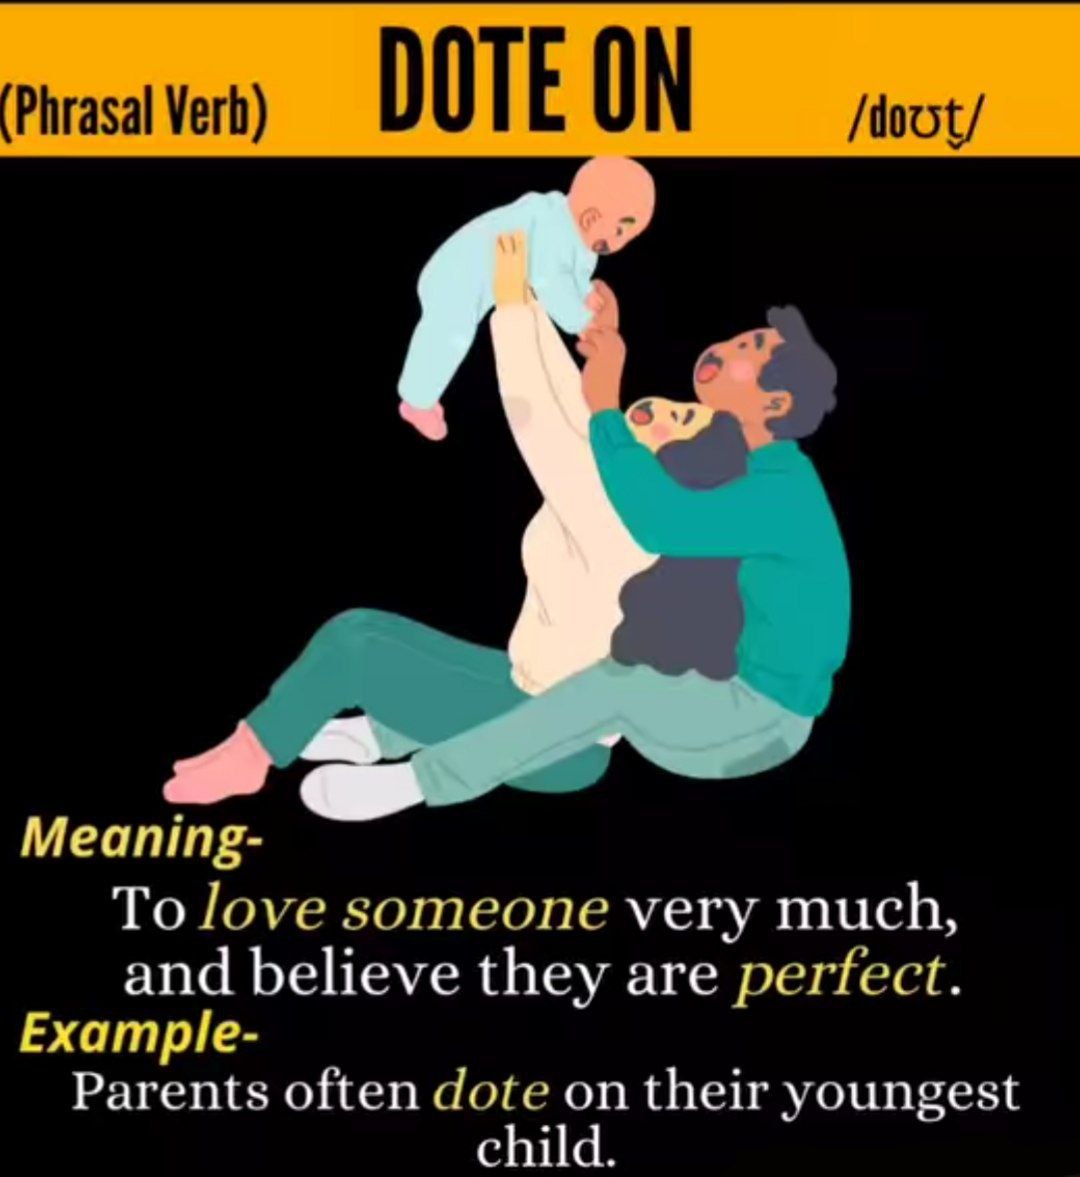 DOTE ON
(Phrasal Verb)
/doʊt̬/
Meaning-
To love someone very much,
and believe they are perfect.
Example-
Parents often dote on their youngest
child.